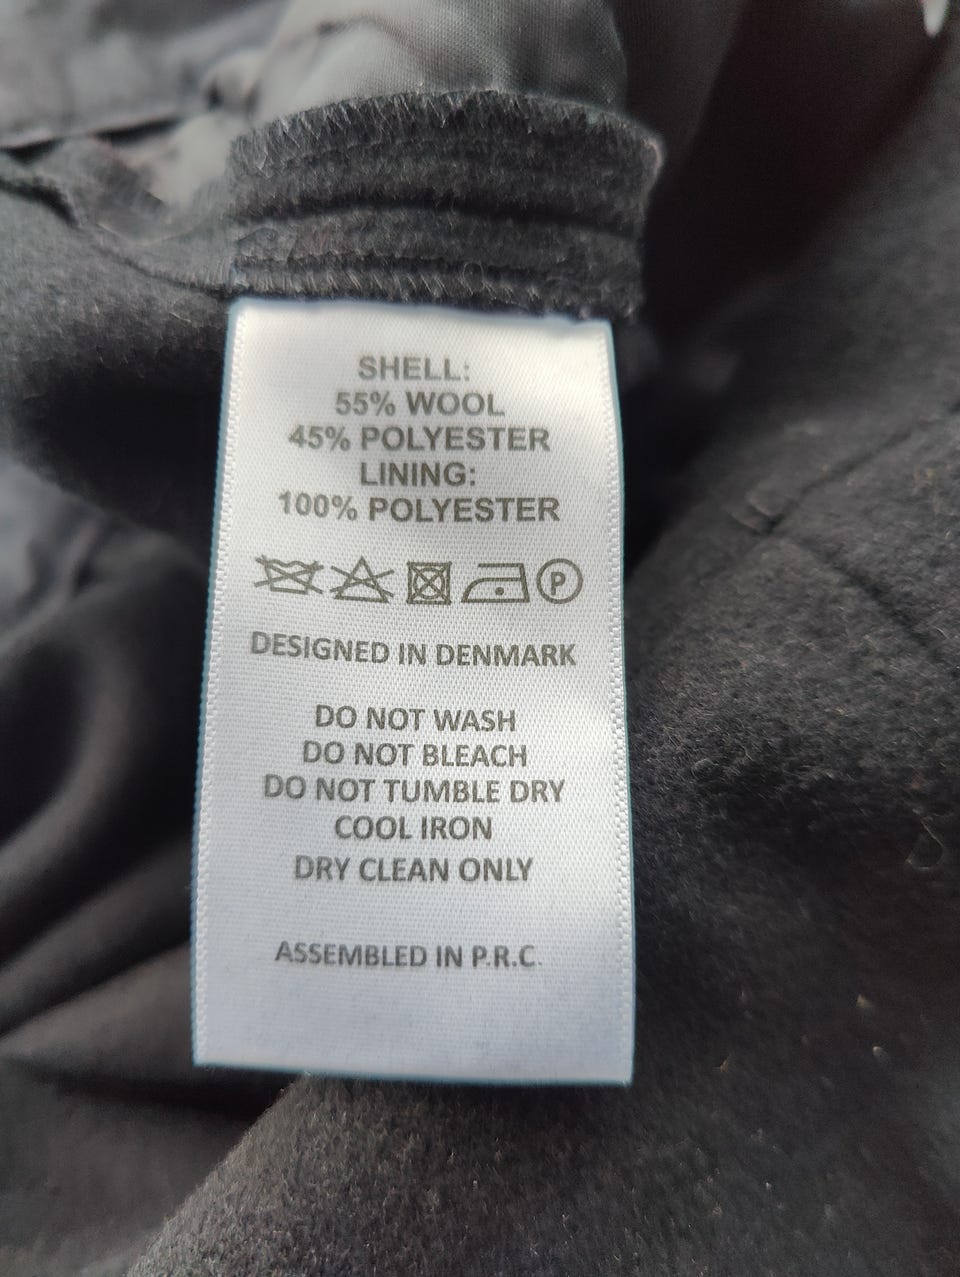 SHELL:
55% WOOL
45% POLYESTER
LINING:
100% POLYESTER
P
DESIGNED IN DENMARK
DO NOT WASH
DO NOT BLEACH
DO NOT TUMBLE DRY
COOL IRON
DRY CLEAN ONLY
ASSEMBLED IN P.R.C.